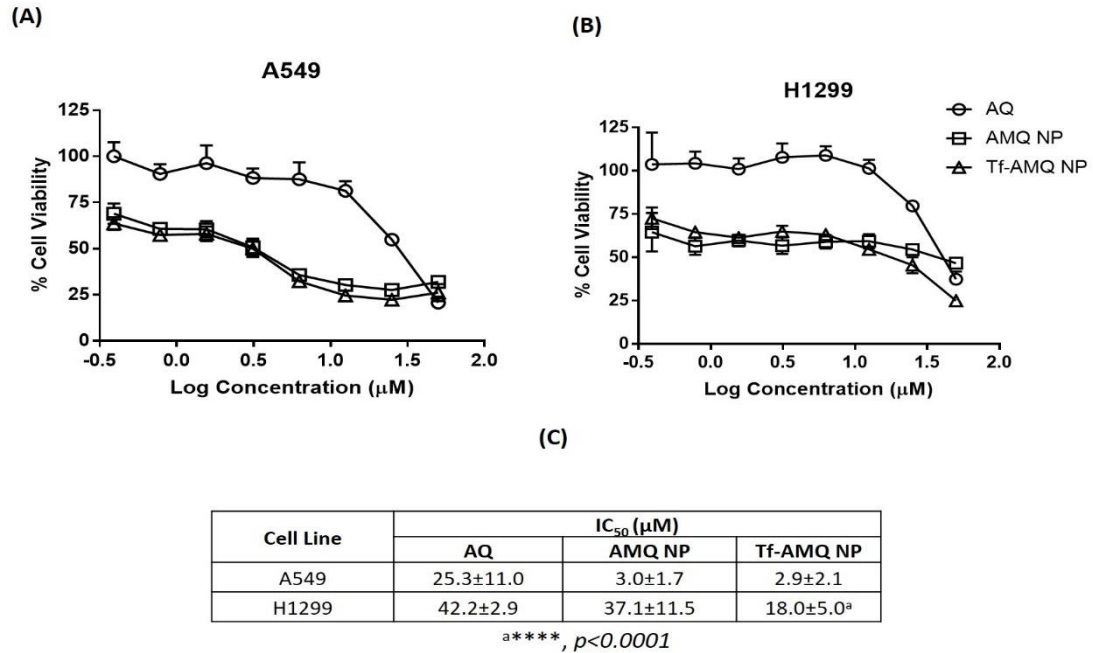 (A)
A549
125
100
75
50
25
0
% Cell Viability
-0.5 0.0 0.5 1.0 1.5 2.0
Log Concentration (μM)
(B)
H1299
125
100
75
50
25
0
% Cell Viability
-0.5 0.0 0.5 1.0 1.5 2.0
Log Concentration (μM)
AQ
AMQ NP
Tf-AMQ NP
(C)
Cell Line IC₅₀ (μM)
AQ AMQ NP Tf-AMQ NP
A549 25.3±11.0 3.0±1.7 2.9±2.1
H1299 42.2±2.9 37.1±11.5 18.0±5.0ᵃ
ᵃ****, p<0.0001